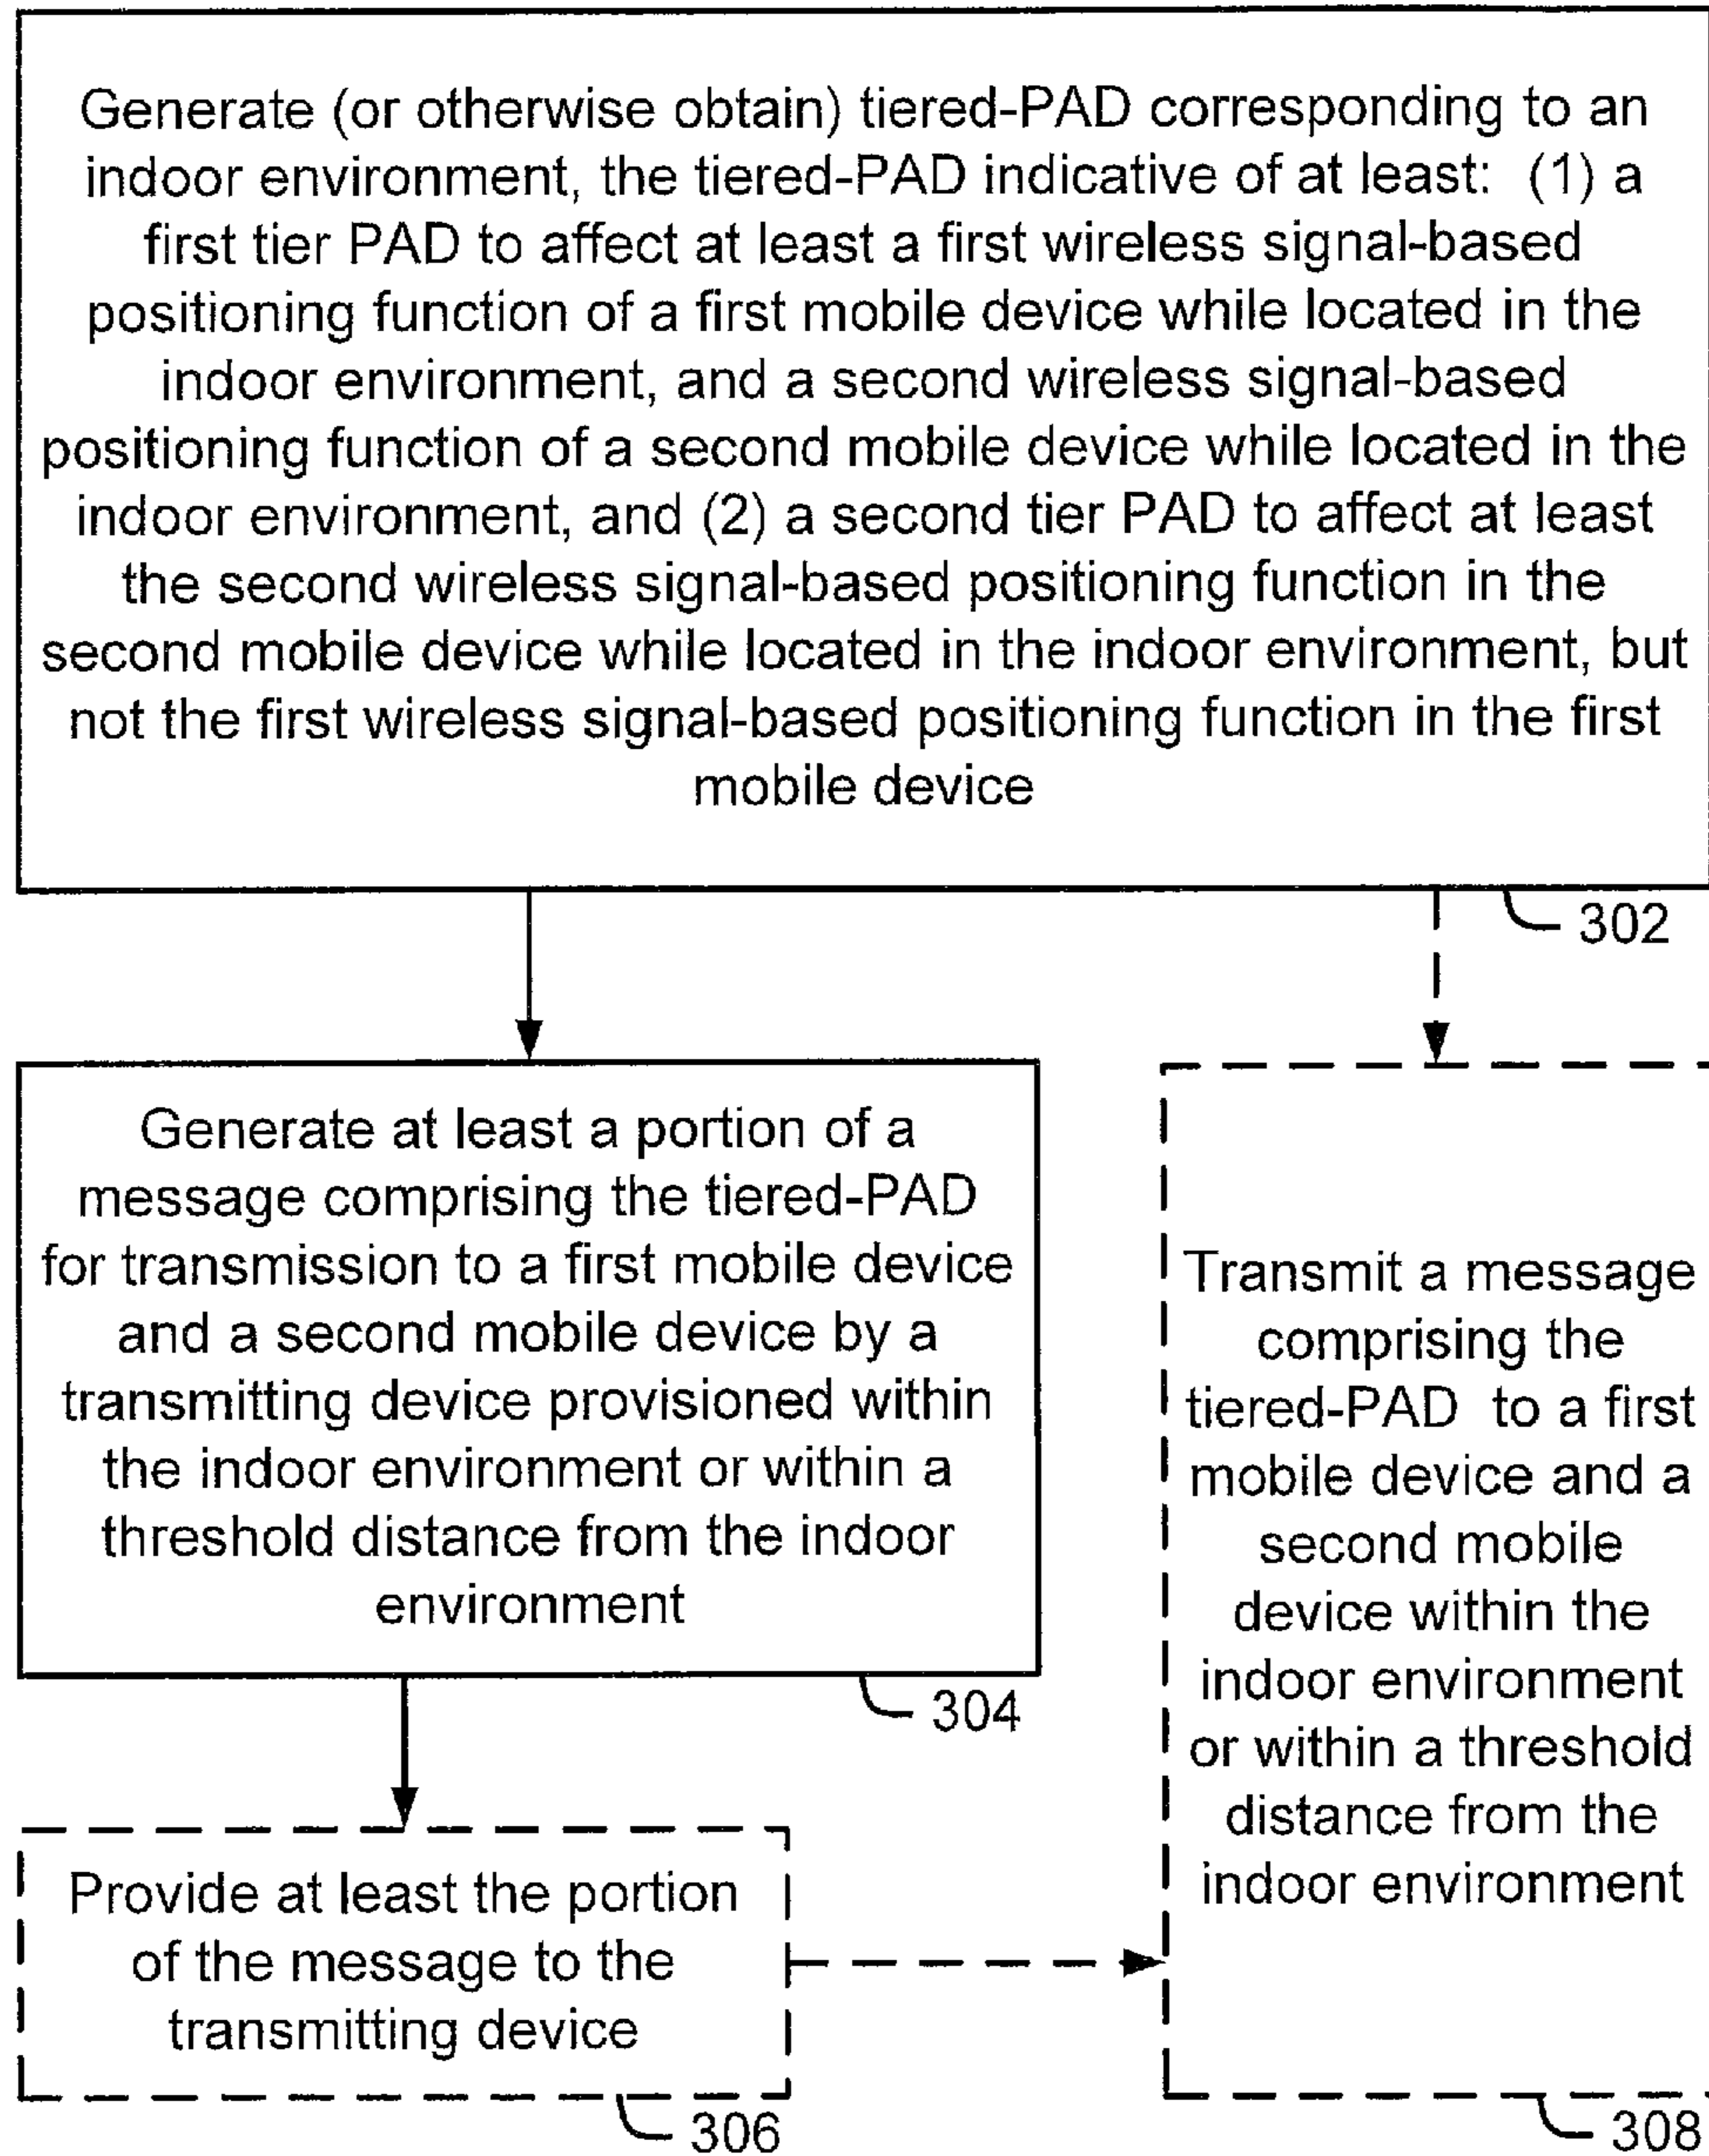 Generate (or otherwise obtain) tiered-PAD corresponding to an
indoor environment, the tiered-PAD indicative of at least: (1) a
first tier PAD to affect at least a first wireless signal-based
positioning function of a first mobile device while located in the
indoor environment, and a second wireless signal-based
positioning function of a second mobile device while located in the
indoor environment, and (2) a second tier PAD to affect at least
the second wireless signal-based positioning function in the
second mobile device while located in the indoor environment, but
not the first wireless signal-based positioning function in the first
mobile device
302
Generate at least a portion of a
message comprising the tiered-PAD
for transmission to a first mobile device
and a second mobile device by a
transmitting device provisioned within
the indoor environment or within a
threshold distance from the indoor
environment
304
Provide at least the portion
of the message to the
transmitting device
306
Transmit a message
comprising the
tiered-PAD to a first
mobile device and a
second mobile
device within the
indoor environment
or within a threshold
distance from the
indoor environment
308